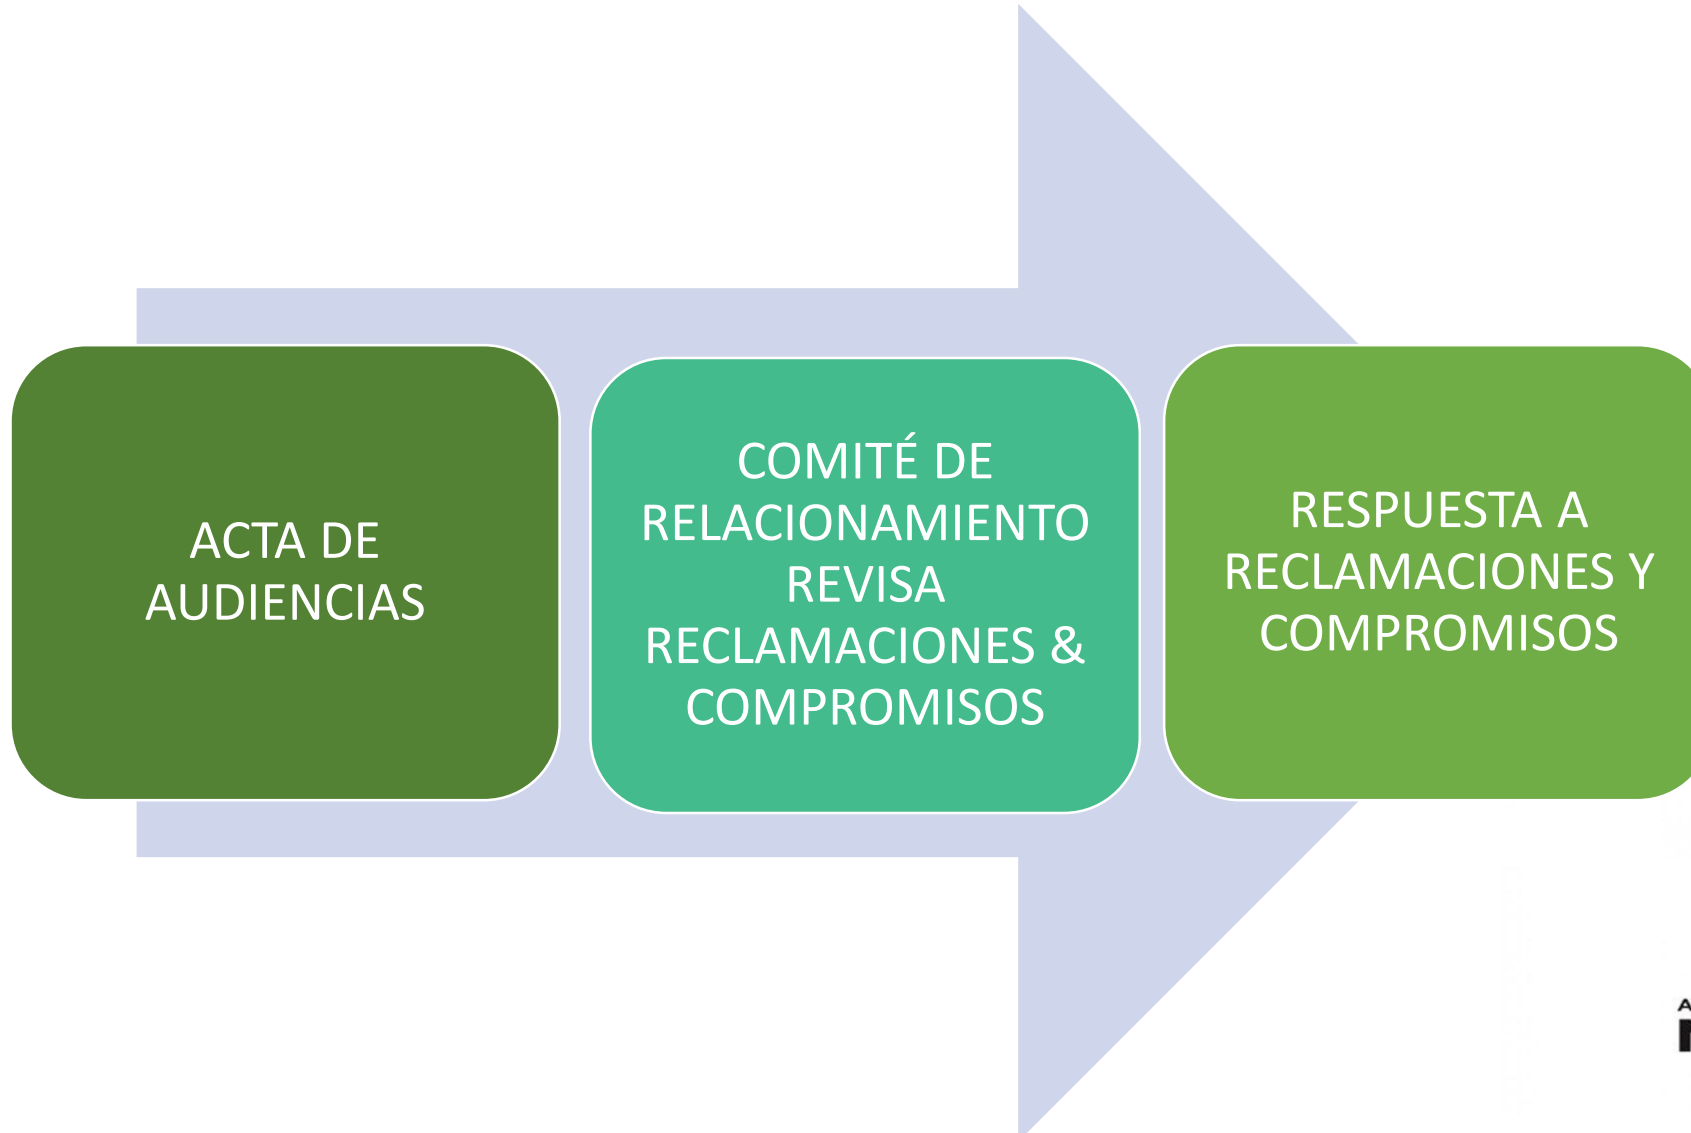 ACTA DE
AUDIENCIAS
COMITÉ DE
RELACIONAMIENTO
REVISA
RECLAMACIONES &
COMPROMISOS
RESPUESTA A
RECLAMACIONES Y
COMPROMISOS